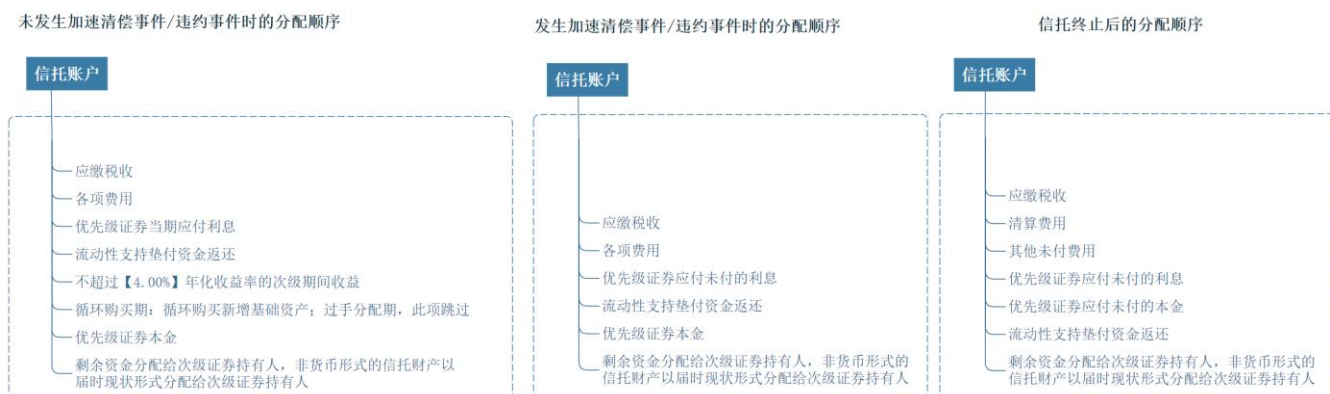 未发生加速清偿事件/违约事件时的分配顺序
信托账户
应缴税收
各项费用
优先级证券当期应付利息
流动性支持垫付资金返还
不超过【4.00%】年化收益率的次级期间收益
循环购买期：循环购买新增基础资产；过手分配期，此项跳过
优先级证券本金
剩余资金分配给次级证券持有人，非货币形式的信托财产以
届时现状形式分配给次级证券持有人
发生加速清偿事件/违约事件时的分配顺序
信托账户
应缴税收
各项费用
优先级证券应付未付的利息
流动性支持垫付资金返还
优先级证券本金
剩余资金分配给次级证券持有人，非货币形式的
信托财产以届时现状形式分配给次级证券持有人
信托终止后的分配顺序
信托账户
应缴税收
清算费用
其他未付费用
优先级证券应付未付的利息
优先级证券应付未付的本金
流动性支持垫付资金返还
剩余资金分配给次级证券持有人，非货币形式的
信托财产以届时现状形式分配给次级证券持有人